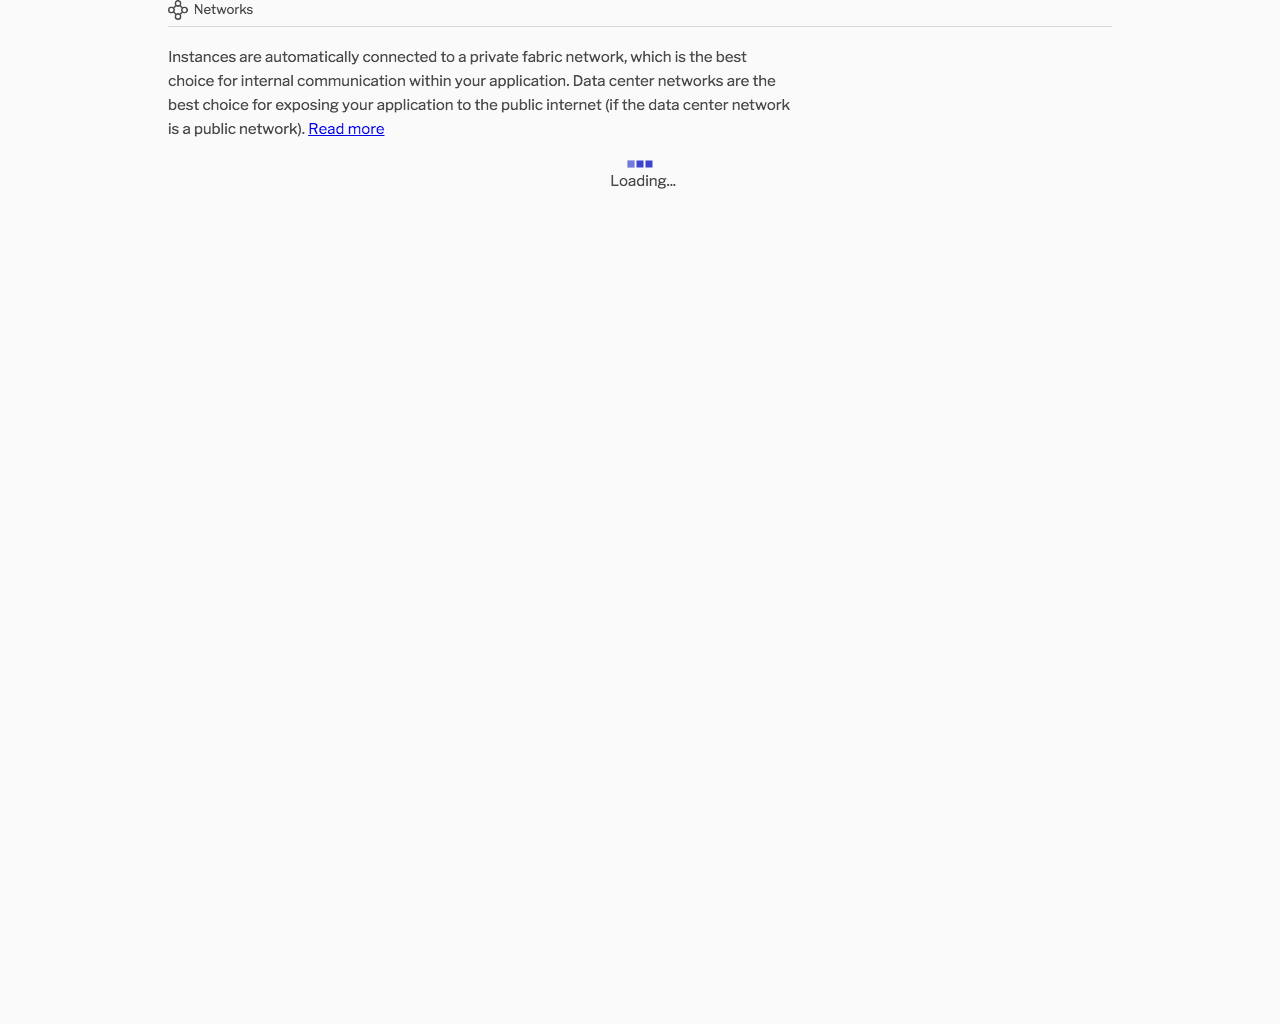 Networks
Instances are automatically connected to a private fabric network, which is the best
choice for internal communication within your application. Data center networks are the
best choice for exposing your application to the public internet (if the data center network
is a public network). Read more
Loading...